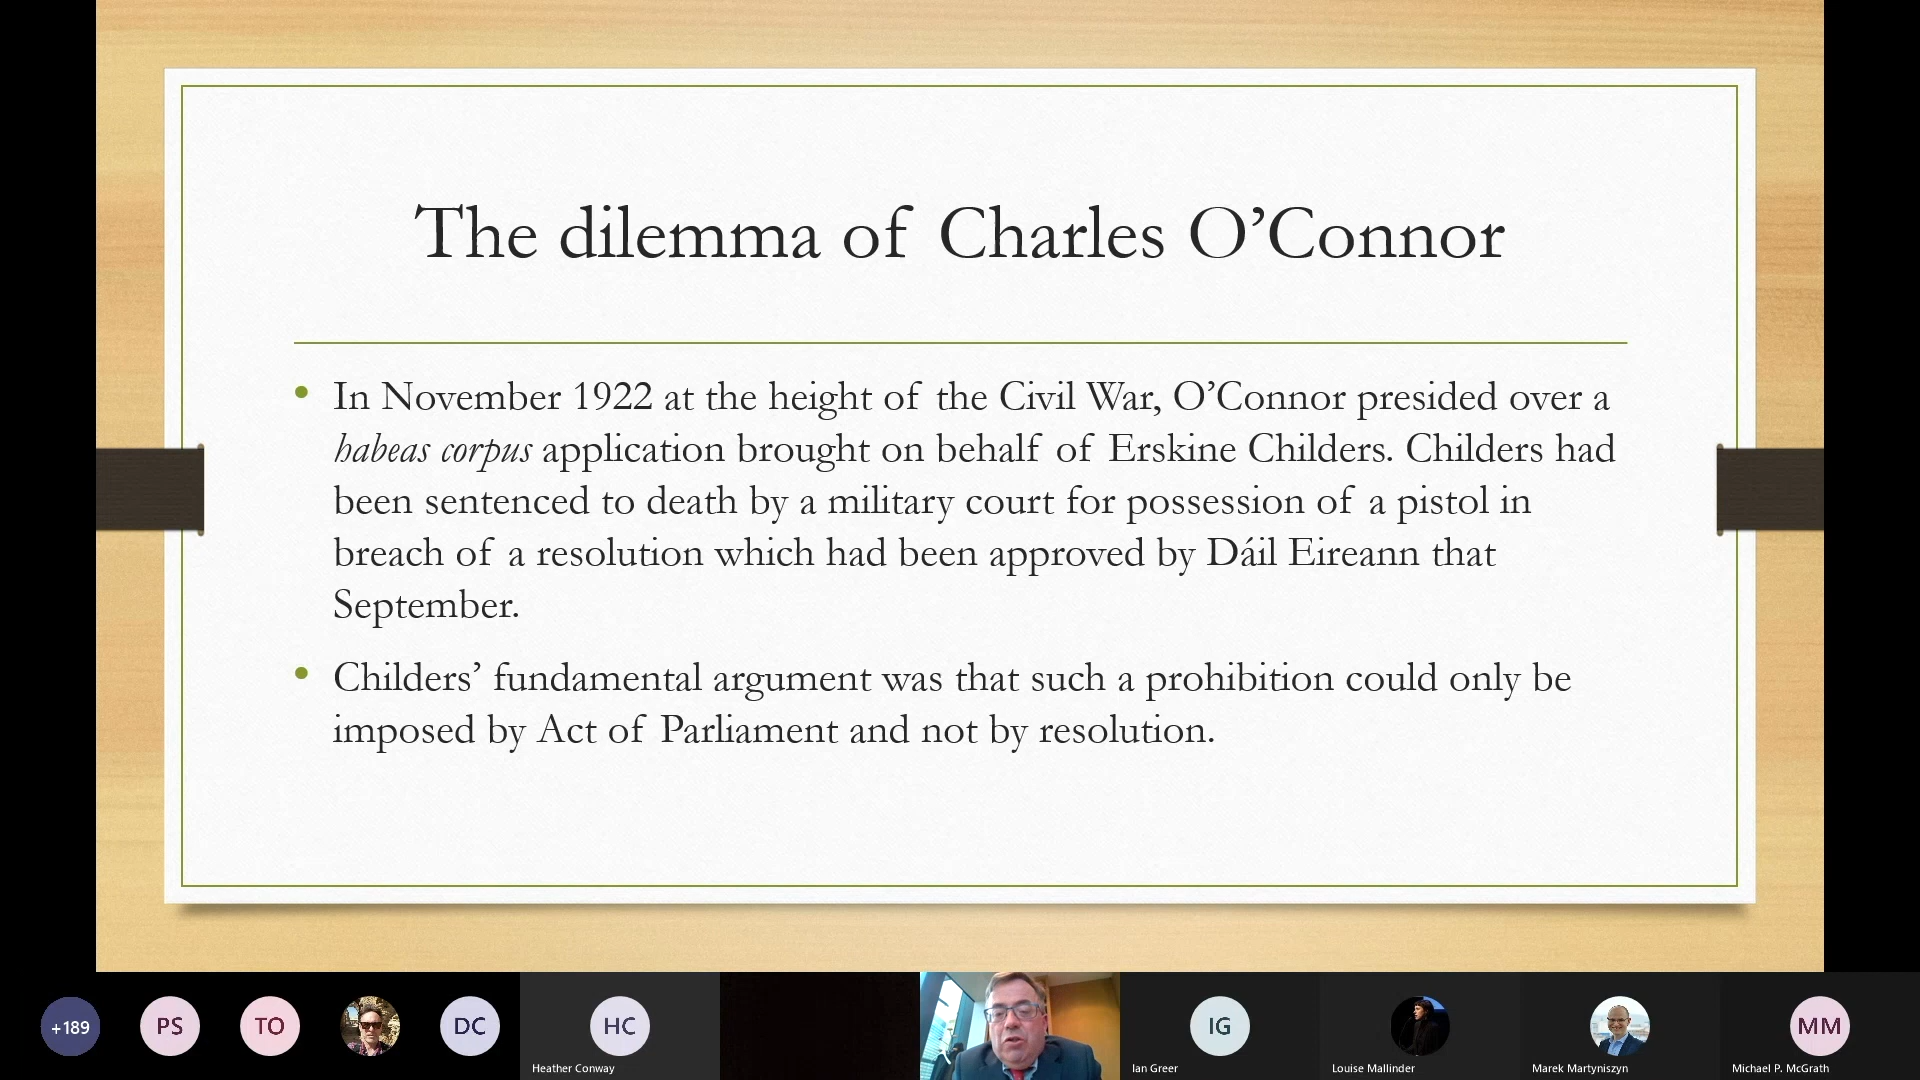 The dilemma of Charles O’Connor
• In November 1922 at the height of the Civil War, O’Connor presided over a
habeas corpus application brought on behalf of Erskine Childers. Childers had
been sentenced to death by a military court for possession of a pistol in
breach of a resolution which had been approved by Dáil Eireann that
September.
• Childers’ fundamental argument was that such a prohibition could only be
imposed by Act of Parliament and not by resolution.
+189
PS
TO
DC
HC
Heather Conway
IG
Ian Greer
Louise Mallinder
Marek Martyniszyn
MM
Michael P. McGrath